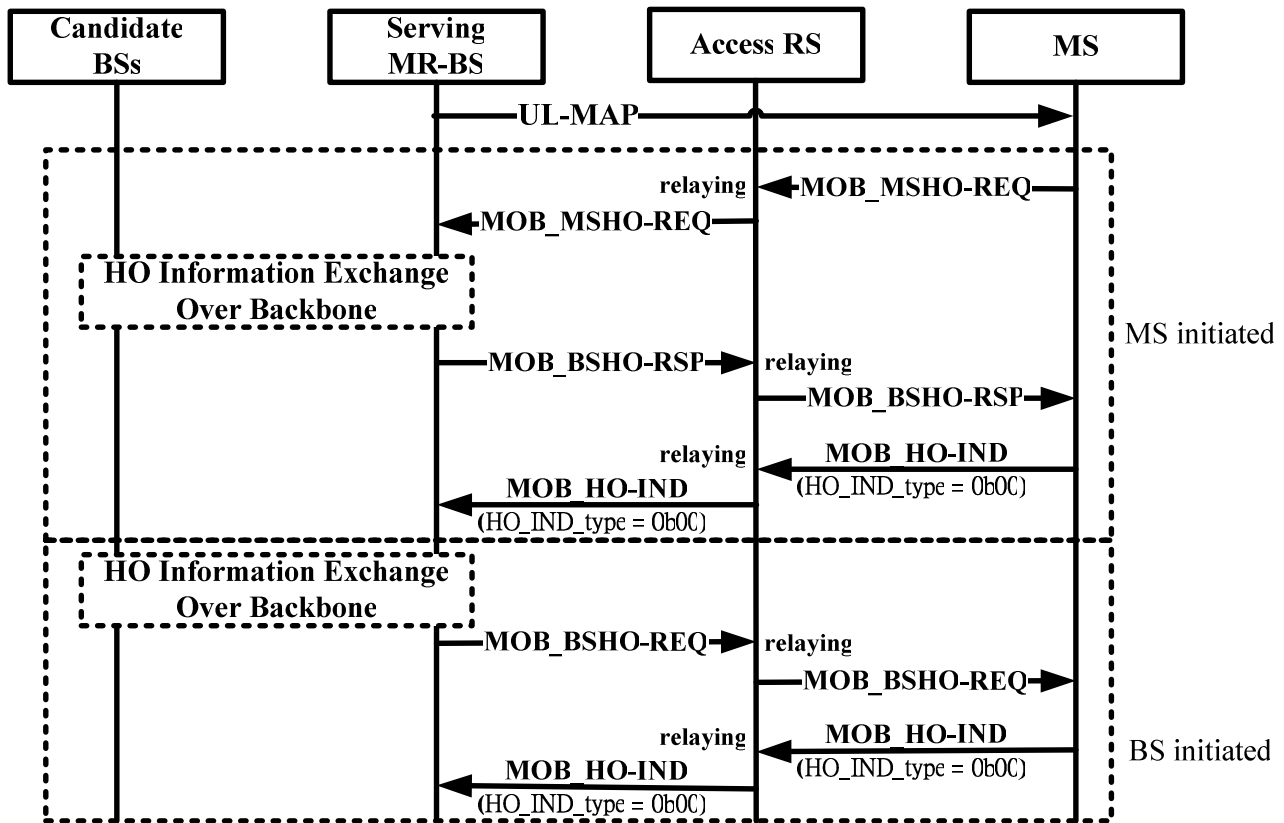 Candidate
BSs
Serving
MR-BS
Access RS
MS
UL-MAP
relaying
MOB_MSHO-REQ
MOB_MSHO-REQ
HO Information Exchange
Over Backbone
MS initiated
MOB_BSHO-RSP
relaying
MOB_BSHO-RSP
relaying
MOB_HO-IND
(HO_IND_type = 0b00)
MOB_HO-IND
(HO_IND_type = 0b00)
HO Information Exchange
Over Backbone
MOB_BSHO-REQ
relaying
MOB_BSHO-REQ
relaying
MOB_HO-IND
(HO_IND_type = 0b00)
BS initiated
MOB_HO-IND
(HO_IND_type = 0b00)